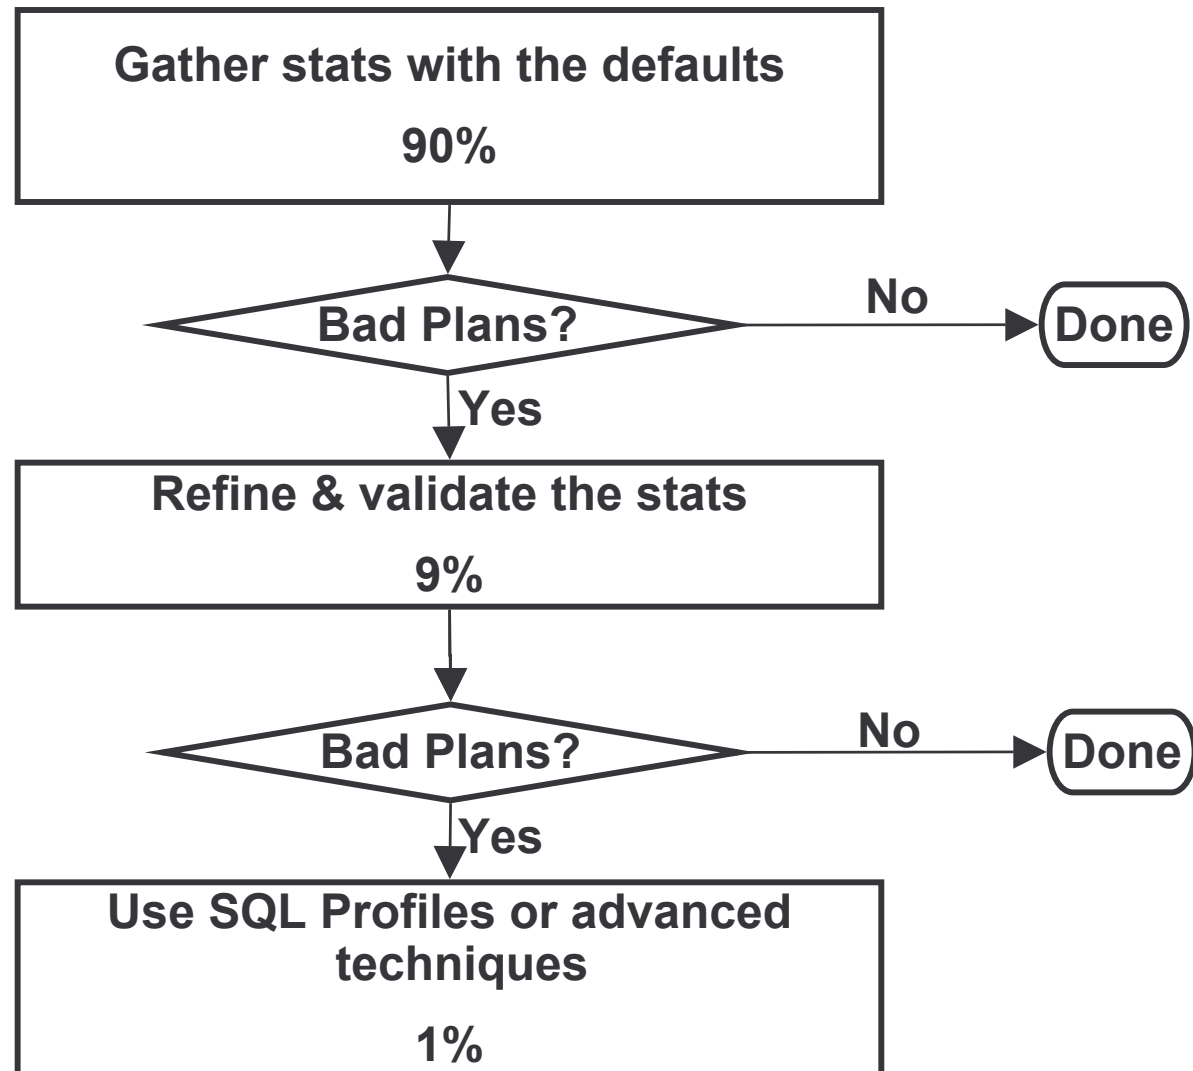 Gather stats with the defaults
90%
Bad Plans?
No
Done
Yes
Refine & validate the stats
9%
Bad Plans?
No
Done
Yes
Use SQL Profiles or advanced
techniques
1%